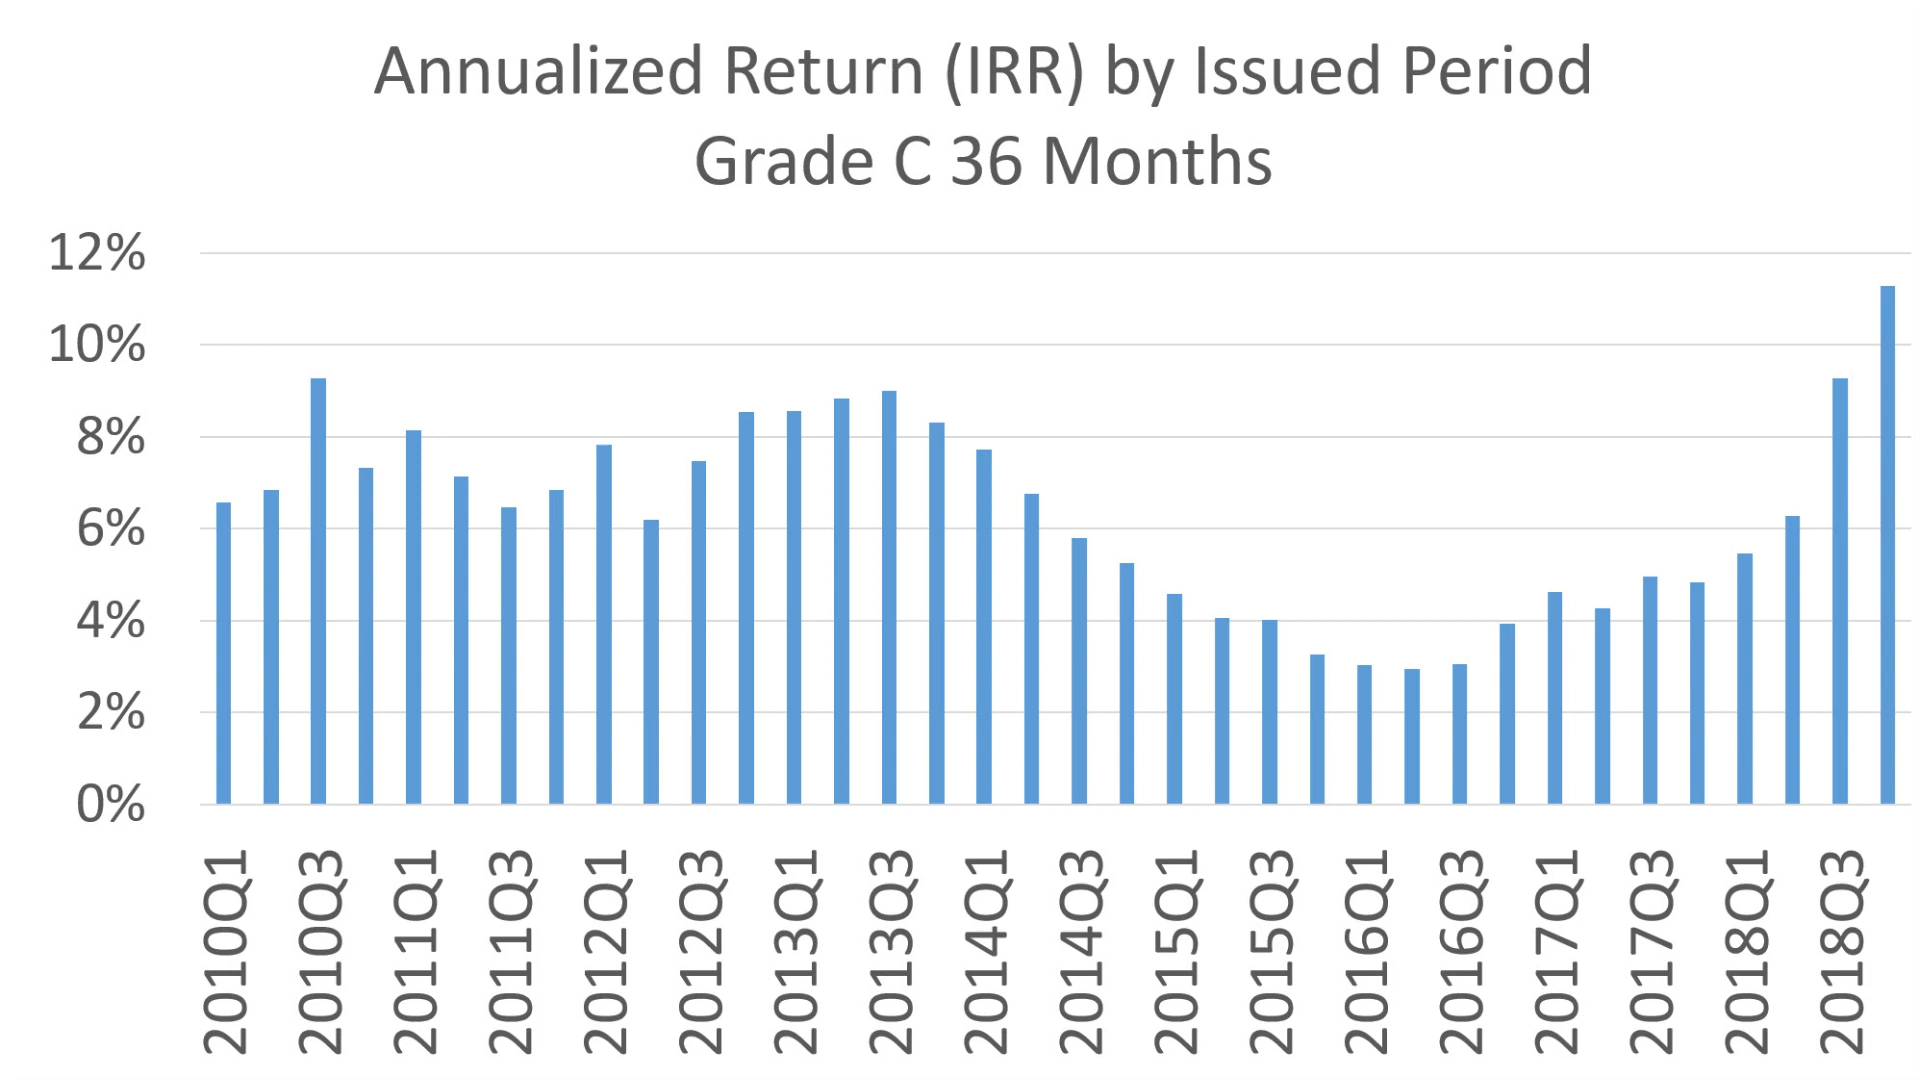 Annualized Return (IRR) by Issued Period
Grade C 36 Months
12%
10%
8%
6%
4%
2%
0%
2010Q1
2010Q3
2011Q1
2011Q3
2012Q1
2012Q3
2013Q1
2013Q3
2014Q1
2014Q3
2015Q1
2015Q3
2016Q1
2016Q3
2017Q1
2017Q3
2018Q1
2018Q3